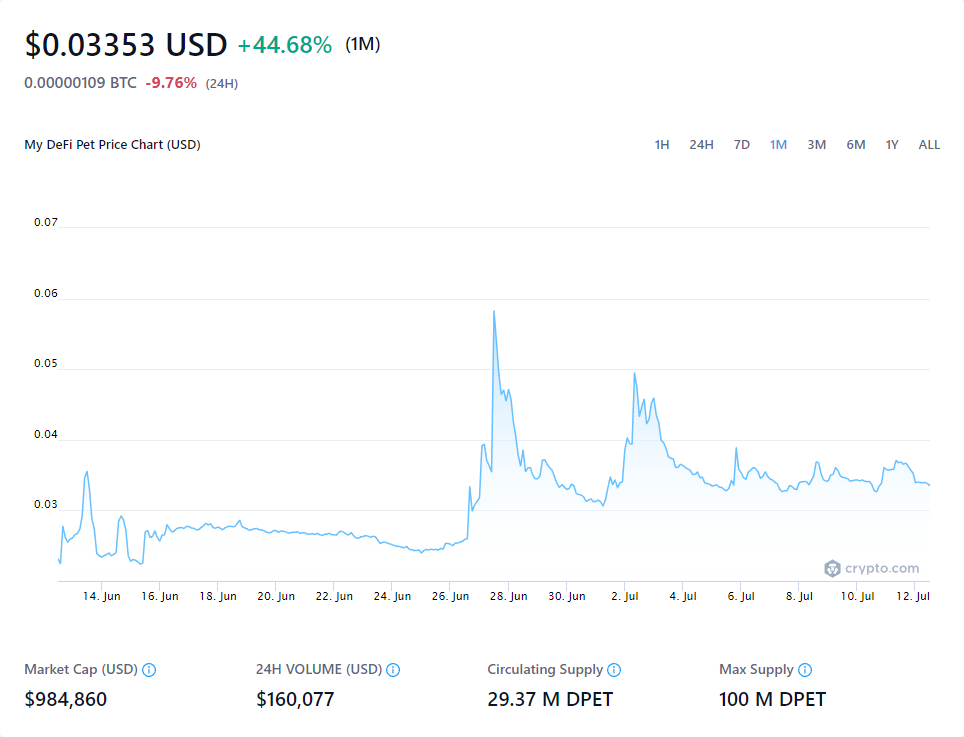 $0.03353 USD +44.68% (1M)
0.00000109 BTC -9.76% (24H)
My DeFi Pet Price Chart (USD) 1H 24H 7D 1M 3M 6M 1Y ALL
0.07
0.06
0.05
0.04
0.03
crypto.com
14. Jun 16. Jun 18. Jun 20. Jun 22. Jun 24. Jun 26. Jun 28. Jun 30. Jun 2. Jul 4. Jul 6. Jul 8. Jul 10. Jul 12. Jul
Market Cap (USD) 24H VOLUME (USD) Circulating Supply Max Supply
$984,860 $160,077 29.37 M DPET 100 M DPET